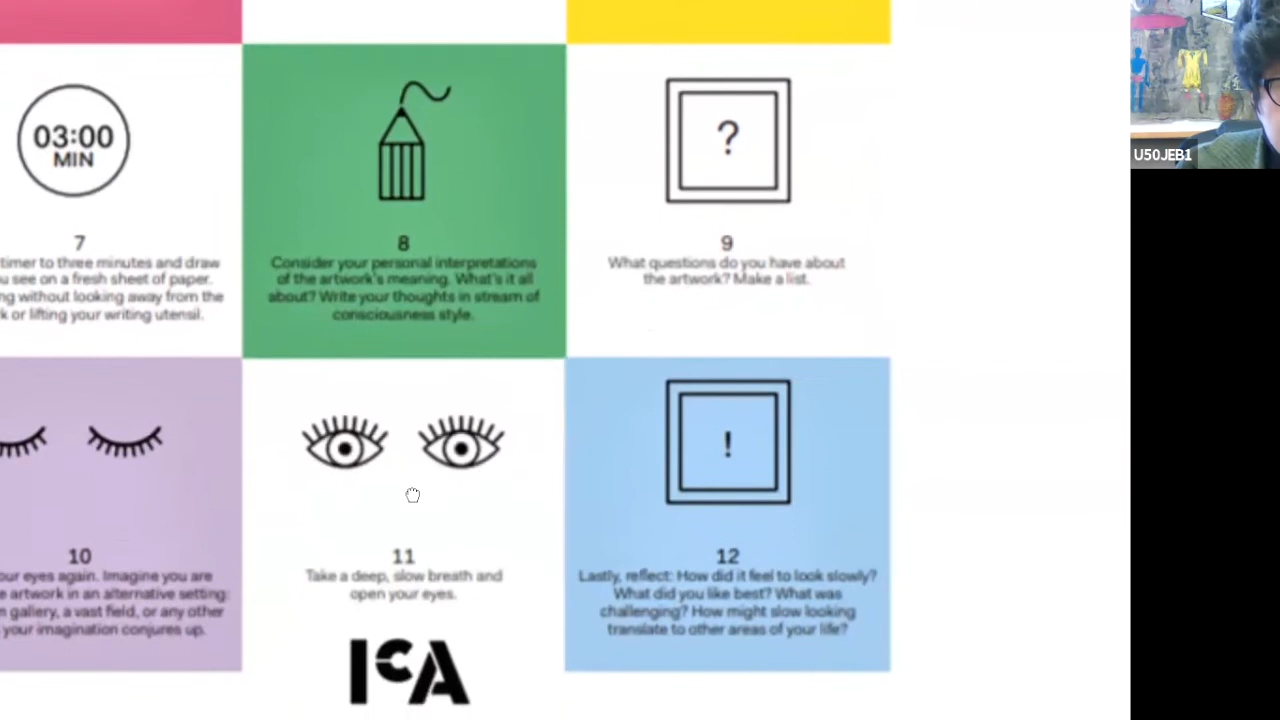 03:00
MIN
7
timer to three minutes and draw
u see on a fresh sheet of paper.
ng without looking away from the
k or lifting your writing utensil.
8
Consider your personal interpretations
of the artwork's meaning. What's it all
about? Write your thoughts in stream of
consciousness style.
?
9
What questions do you have about
the artwork? Make a list.
10
our eyes again. Imagine you are
e artwork in an alternative setting:
n gallery, a vast field, or any other
your imagination conjures up.
11
Take a deep, slow breath and
open your eyes.
!
12
Lastly, reflect: How did it feel to look slowly?
What did you like best? What was
challenging? How might slow looking
translate to other areas of your life?
ICA
U50JEB1